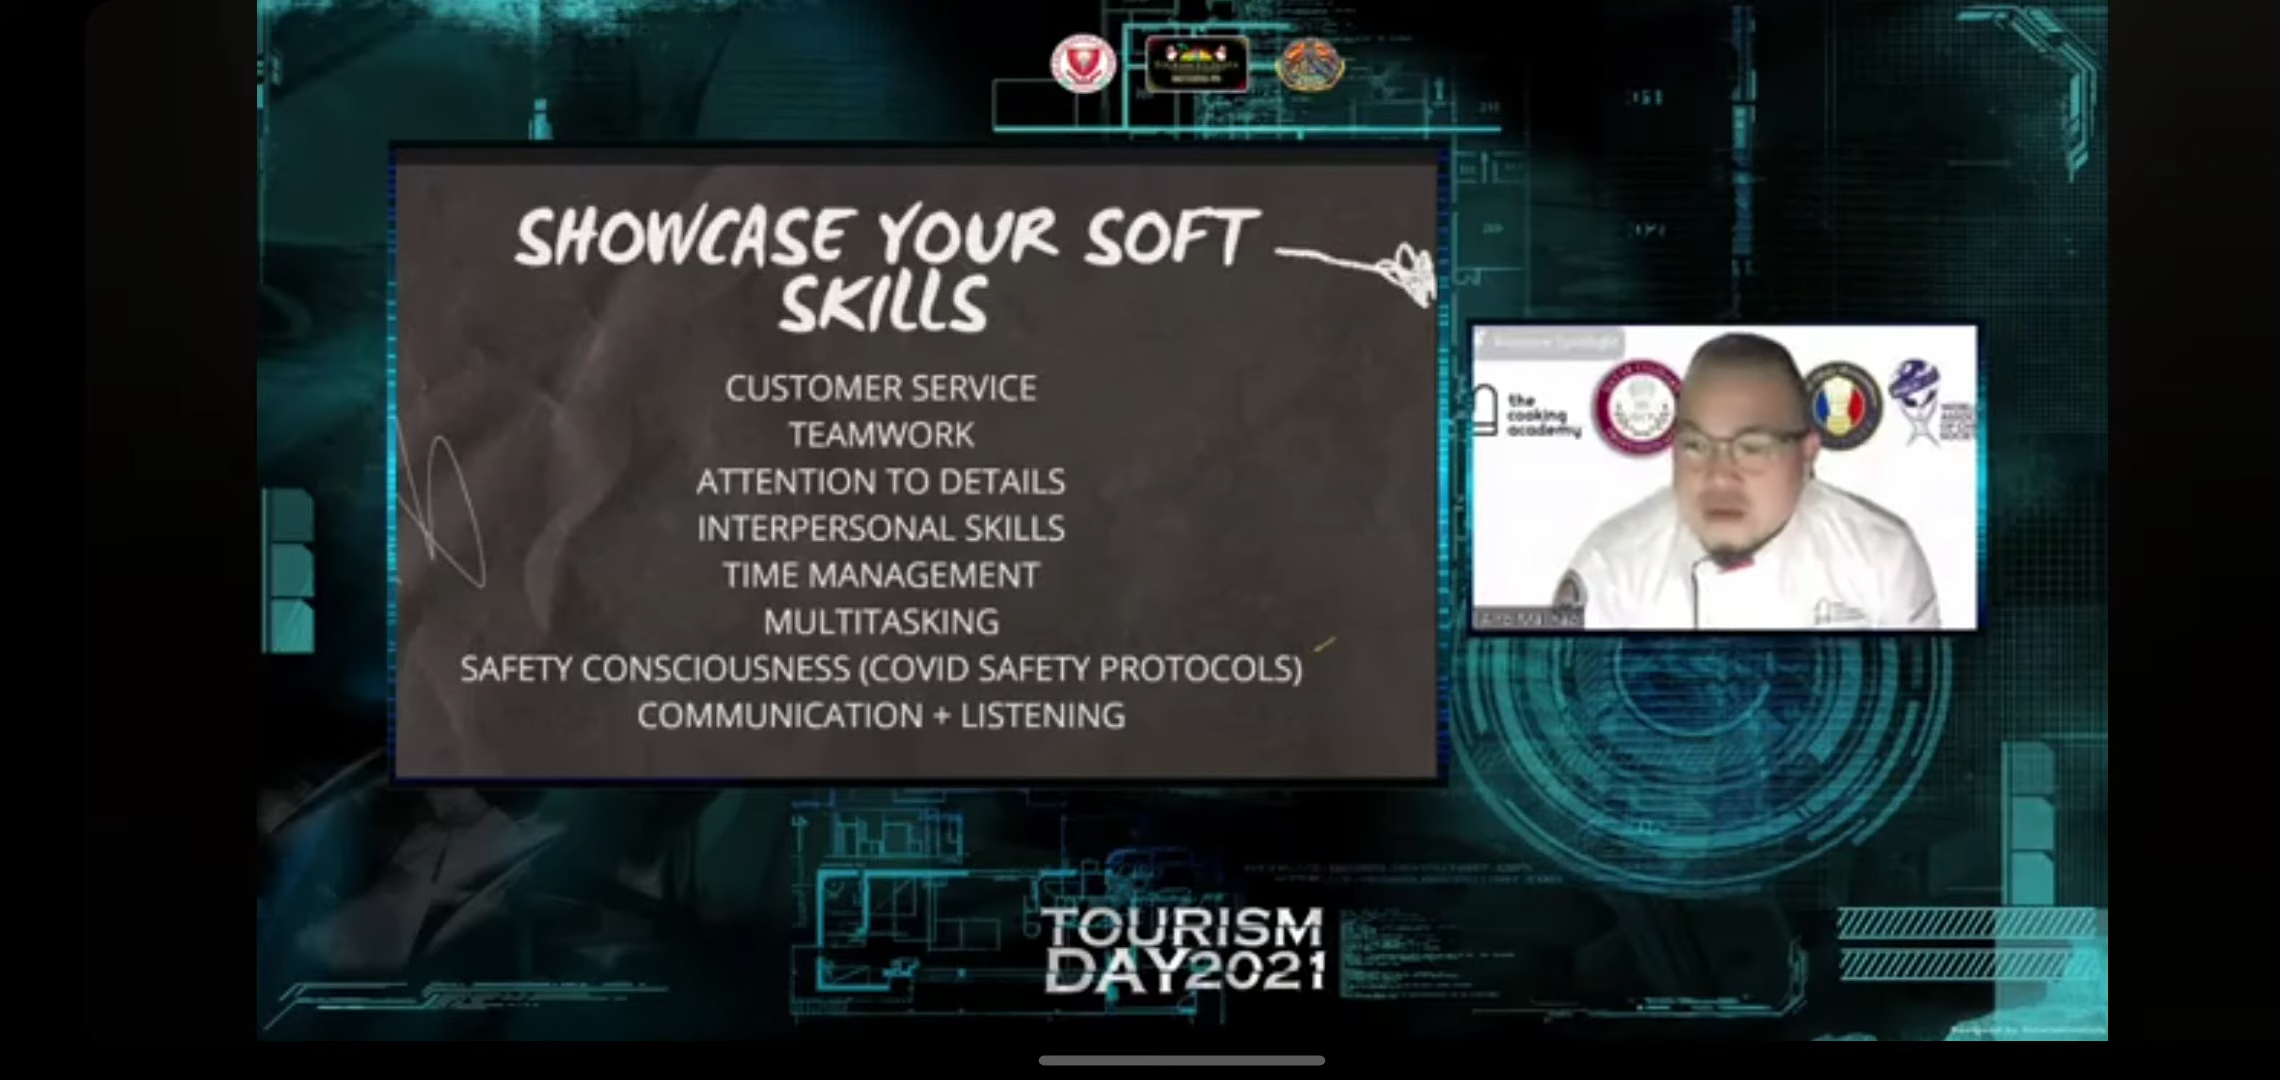 SHOWCASE YOUR SOFT
SKILLS
CUSTOMER SERVICE
TEAMWORK
ATTENTION TO DETAILS
INTERPERSONAL SKILLS
TIME MANAGEMENT
MULTITASKING
SAFETY CONSCIOUSNESS (COVID SAFETY PROTOCOLS)
COMMUNICATION + LISTENING
the
cooking
academy
TOURISM
DAY2021